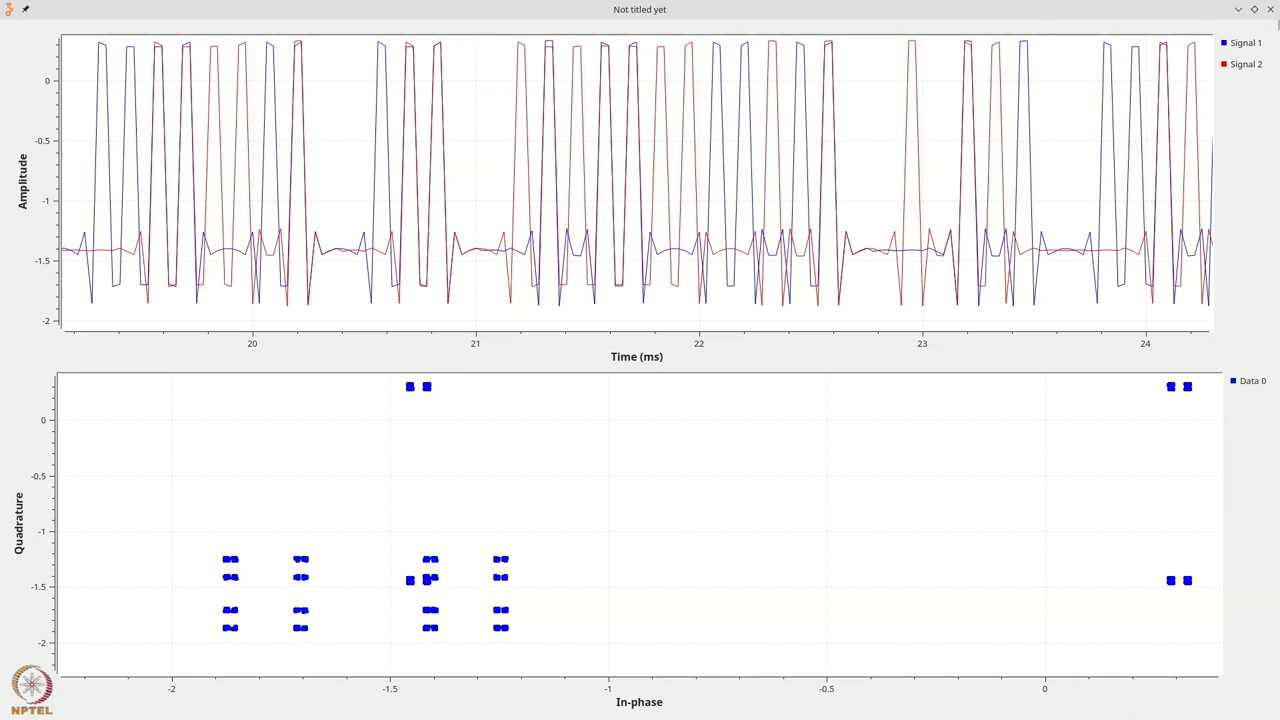 Not titled yet
Signal 1
Signal 2
Amplitude
0
-0.5
-1
-1.5
-2
20
21
22
23
24
Time (ms)
Data 0
Quadrature
0
-0.5
-1
-1.5
-2
-2
-1.5
-1
-0.5
0
In-phase
NPTEL